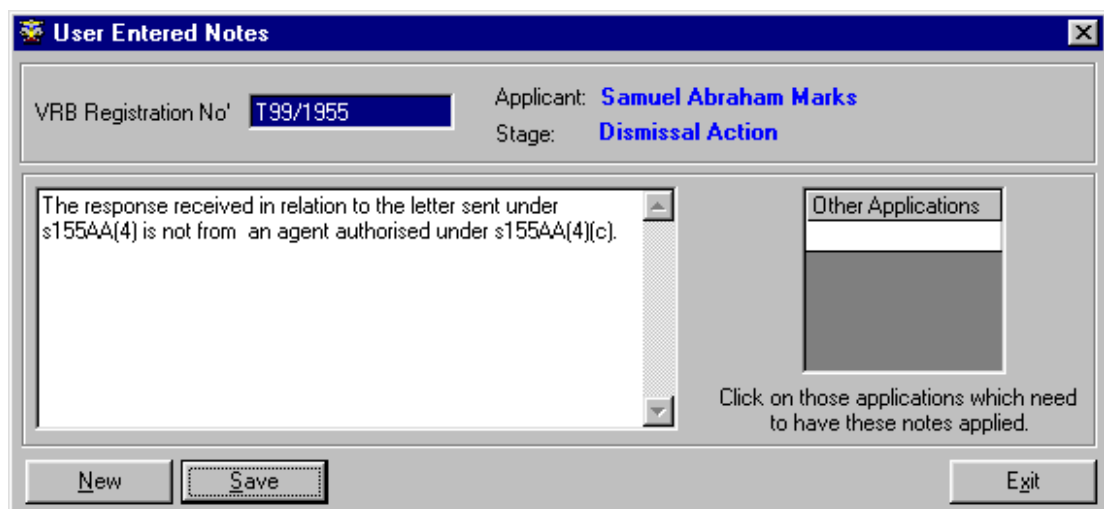 User Entered Notes
VRB Registration No' T99/1955
Applicant: Samuel Abraham Marks
Stage: Dismissal Action
The response received in relation to the letter sent under
s155AA(4) is not from  an agent authorised under s155AA(4)(c).
Other Applications
Click on those applications which need
to have these notes applied.
New Save Exit